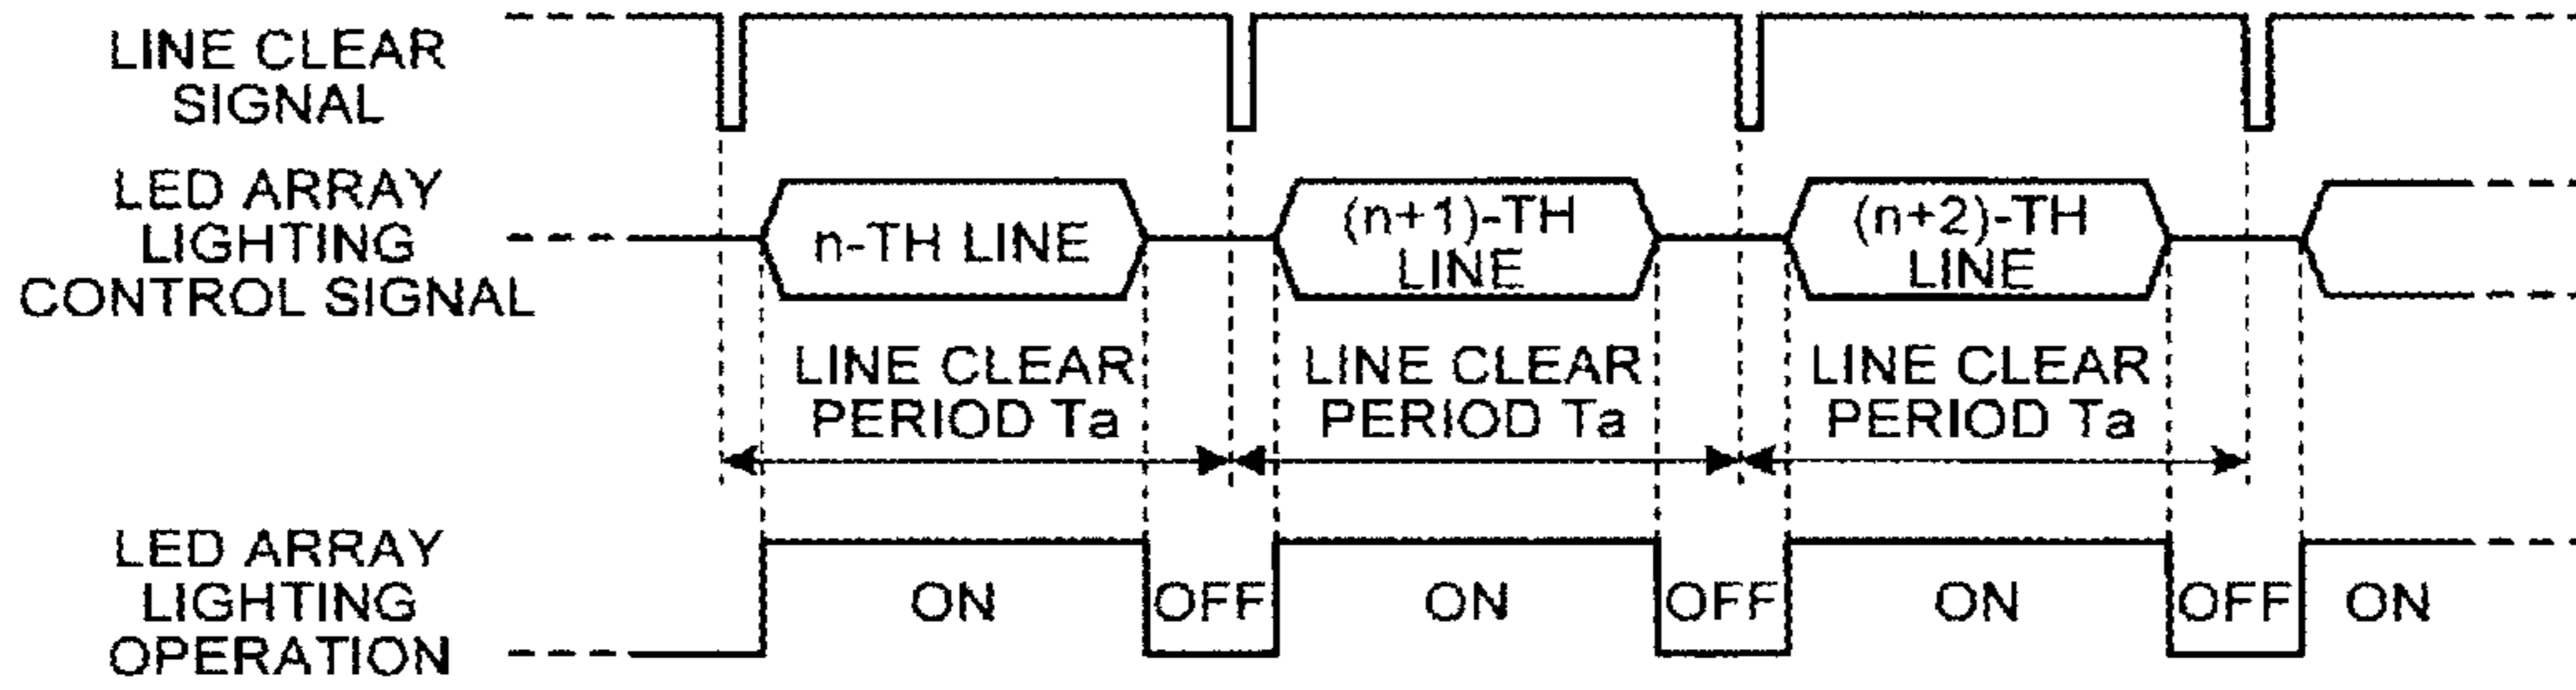 LINE CLEAR
SIGNAL
LED ARRAY
LIGHTING
CONTROL SIGNAL
n-TH LINE
(n+1)-TH
LINE
(n+2)-TH
LINE
LINE CLEAR
PERIOD Ta
LINE CLEAR
PERIOD Ta
LINE CLEAR
PERIOD Ta
LED ARRAY
LIGHTING
OPERATION
ON OFF ON OFF ON OFF ON